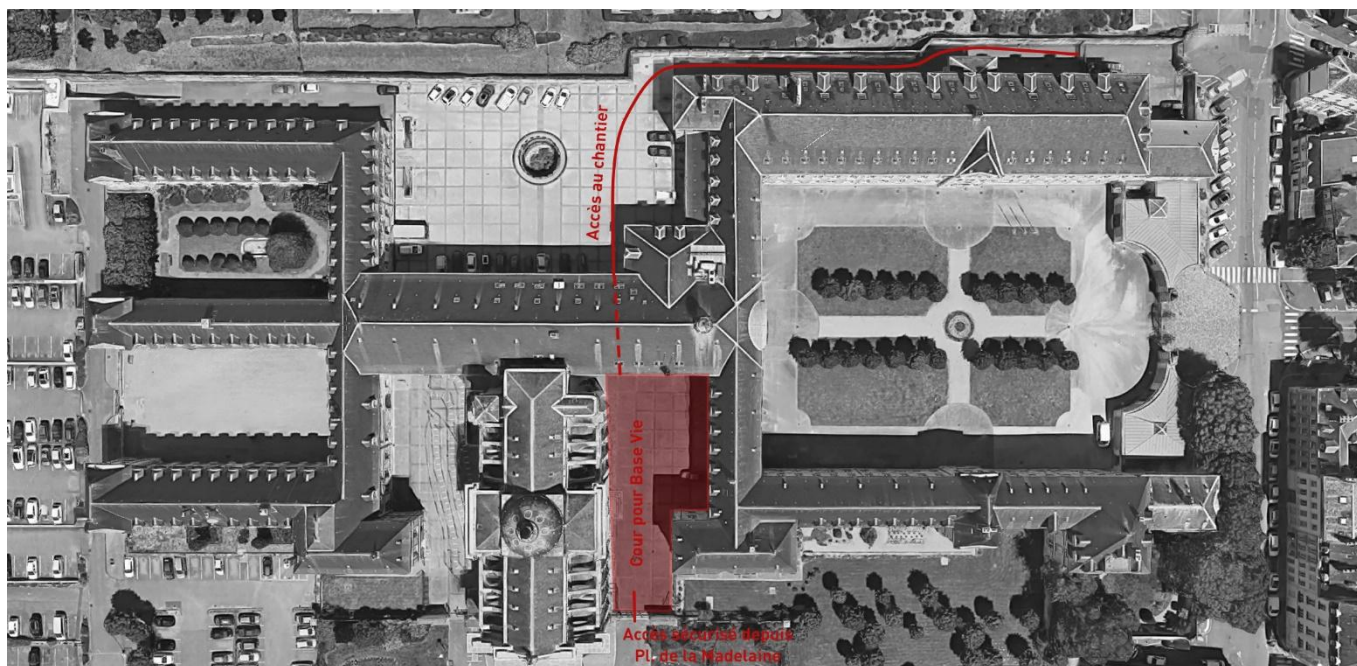 Accès au chantier
Cour pour Base Vie
Accès sécurisé depuis
Pl. de la Madelaine